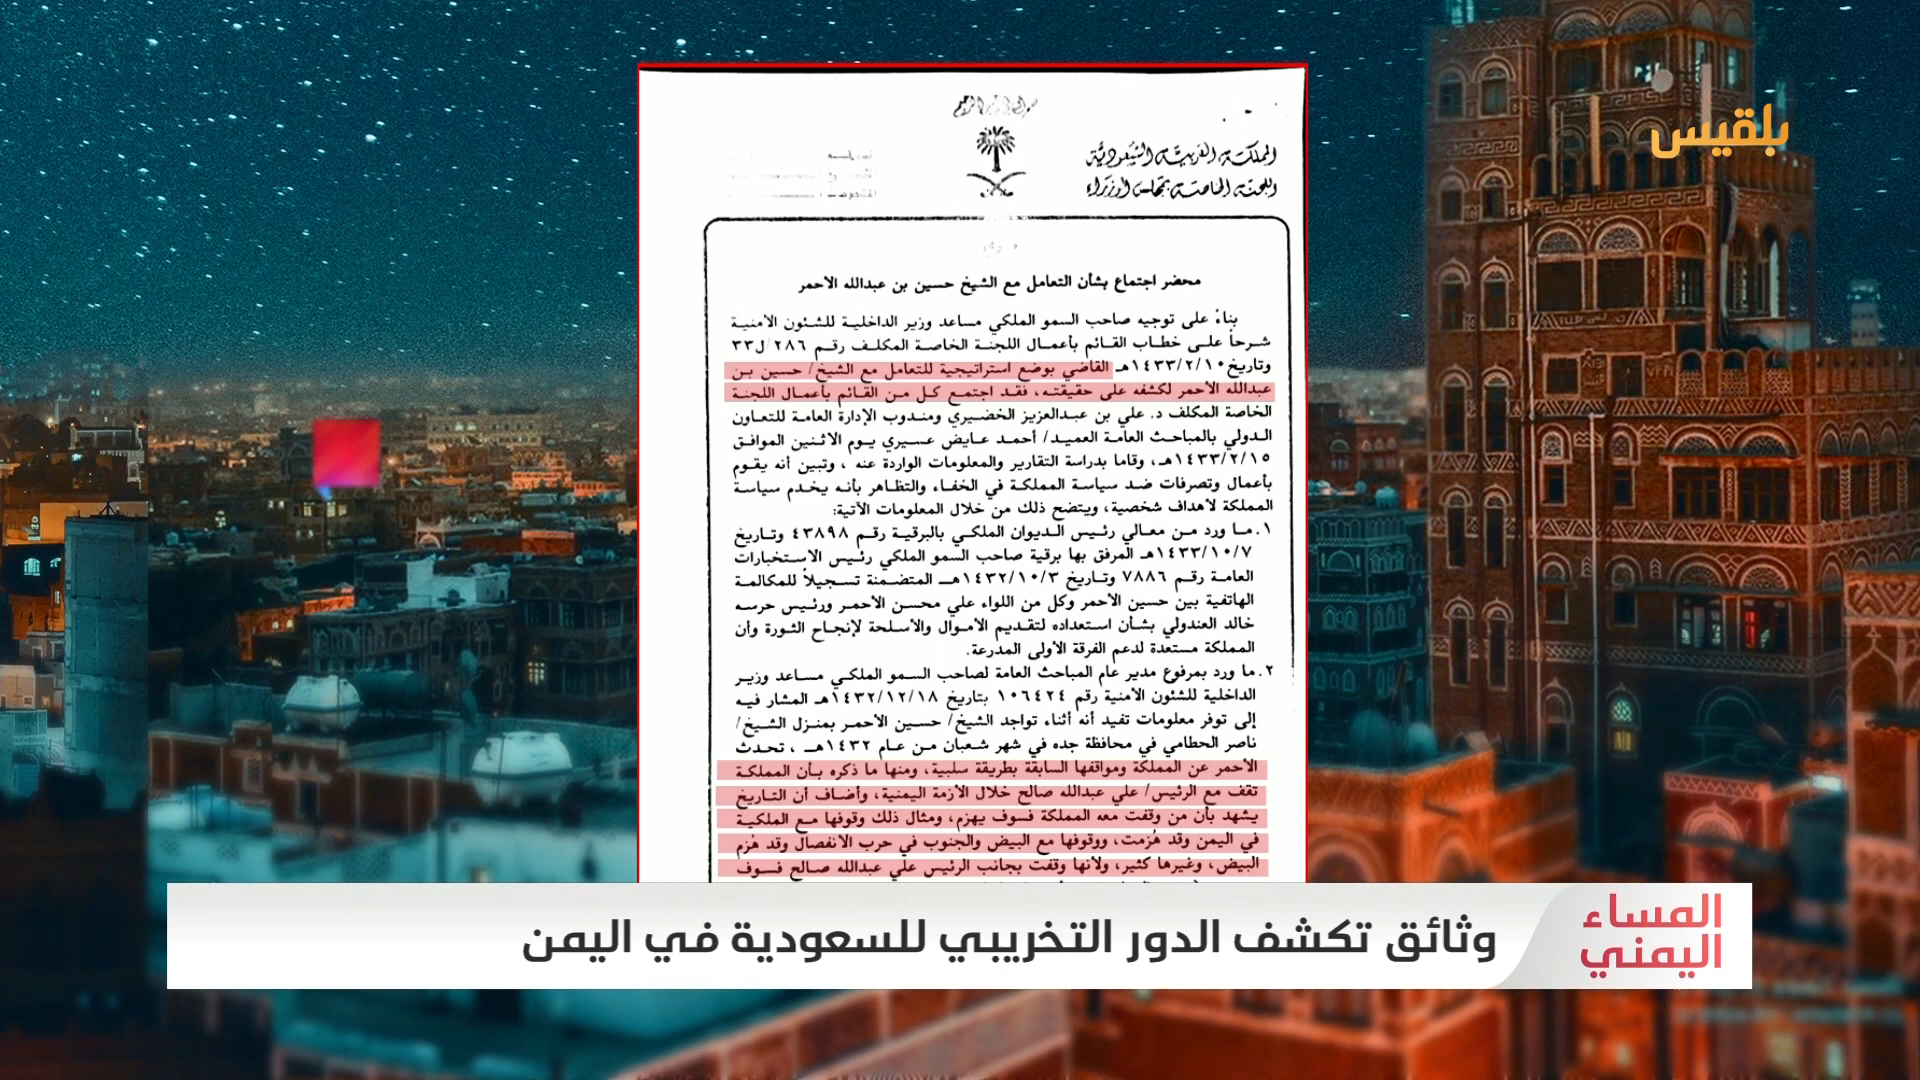 بلقيس
المملكة العربية السعودية
اللجنة الخاصة بمجلس الوزراء
محضر اجتماع بشأن التعامل مع الشيخ حسين بن عبدالله الأحمر
بناءً على توجيه صاحب السمو الملكي مساعد وزير الداخلية للشئون الأمنية
شرحاً على خطاب القائم بأعمال اللجنة الخاصة المكلف رقم ٢٨٦/ل٣٣
وتاريخ ١٤٣٣/٢/١٠هـ القاضي بوضع استراتيجية للتعامل مع الشيخ/ حسين بن
عبدالله الأحمر لكشفه على حقيقته، فقد اجتمع كل من القائم بأعمال اللجنة
الخاصة المكلف د. علي بن عبدالعزيز الخضيري ومندوب الإدارة العامة للتعاون
الدولي بالمباحث العامة العميد/ أحمد عايض عسيري يوم الاثنين الموافق
١٤٣٣/٢/١٥هـ، وقاما بدراسة التقارير والمعلومات الواردة عنه ، وتبين أنه يقوم
بأعمال وتصرفات ضد سياسة المملكة في الخفاء والتظاهر بأنه يخدم سياسة
المملكة لأهداف شخصية، ويتضح ذلك من خلال المعلومات الآتية:
١. ما ورد من معالي رئيس الديوان الملكي بالبرقية رقم ٤٣٨٩٨ وتاريخ
١٤٣٣/١٠/٧هـ المرفق بها برقية صاحب السمو الملكي رئيس الاستخبارات
العامة رقم ٧٨٨٦ وتاريخ ١٤٣٢/١٠/٣هـ المتضمنة تسجيلاً للمكالمة
الهاتفية بين حسين الأحمر وكل من اللواء علي محسن الأحمر ورئيس حرسه
خالد العندولي بشأن استعداده لتقديم الأموال والأسلحة لإنجاح الثورة وأن
المملكة مستعدة لدعم الفرقة الأولى المدرعة.
٢. ما ورد بمرفوع مدير عام المباحث العامة لصاحب السمو الملكي مساعد وزير
الداخلية للشئون الأمنية رقم ١٠٦٤٢٤ بتاريخ ١٤٣٢/١٢/١٨هـ المشار فيه
إلى توفر معلومات تفيد أنه أثناء تواجد الشيخ/ حسين الأحمر بمنزل الشيخ/
ناصر الحطامي في محافظة جده في شهر شعبان من عام ١٤٣٢هـ ، تحدث
الأحمر عن المملكة ومواقفها السابقة بطريقة سلبية، ومنها ما ذكره بأن المملكة
تقف مع الرئيس/ علي عبدالله صالح خلال الأزمة اليمنية، وأضاف أن التاريخ
يشهد بأن من وقفت معه المملكة فسوف يهزم، ومثال ذلك وقوفها مع الملكية
في اليمن وقد هُزمت، ووقوفها مع البيض والجنوب في حرب الانفصال وقد هُزم
البيض، وغيرها كثير، ولأنها وقفت بجانب الرئيس علي عبدالله صالح فسوف
المساء
اليمني
وثائق تكشف الدور التخريبي للسعودية في اليمن